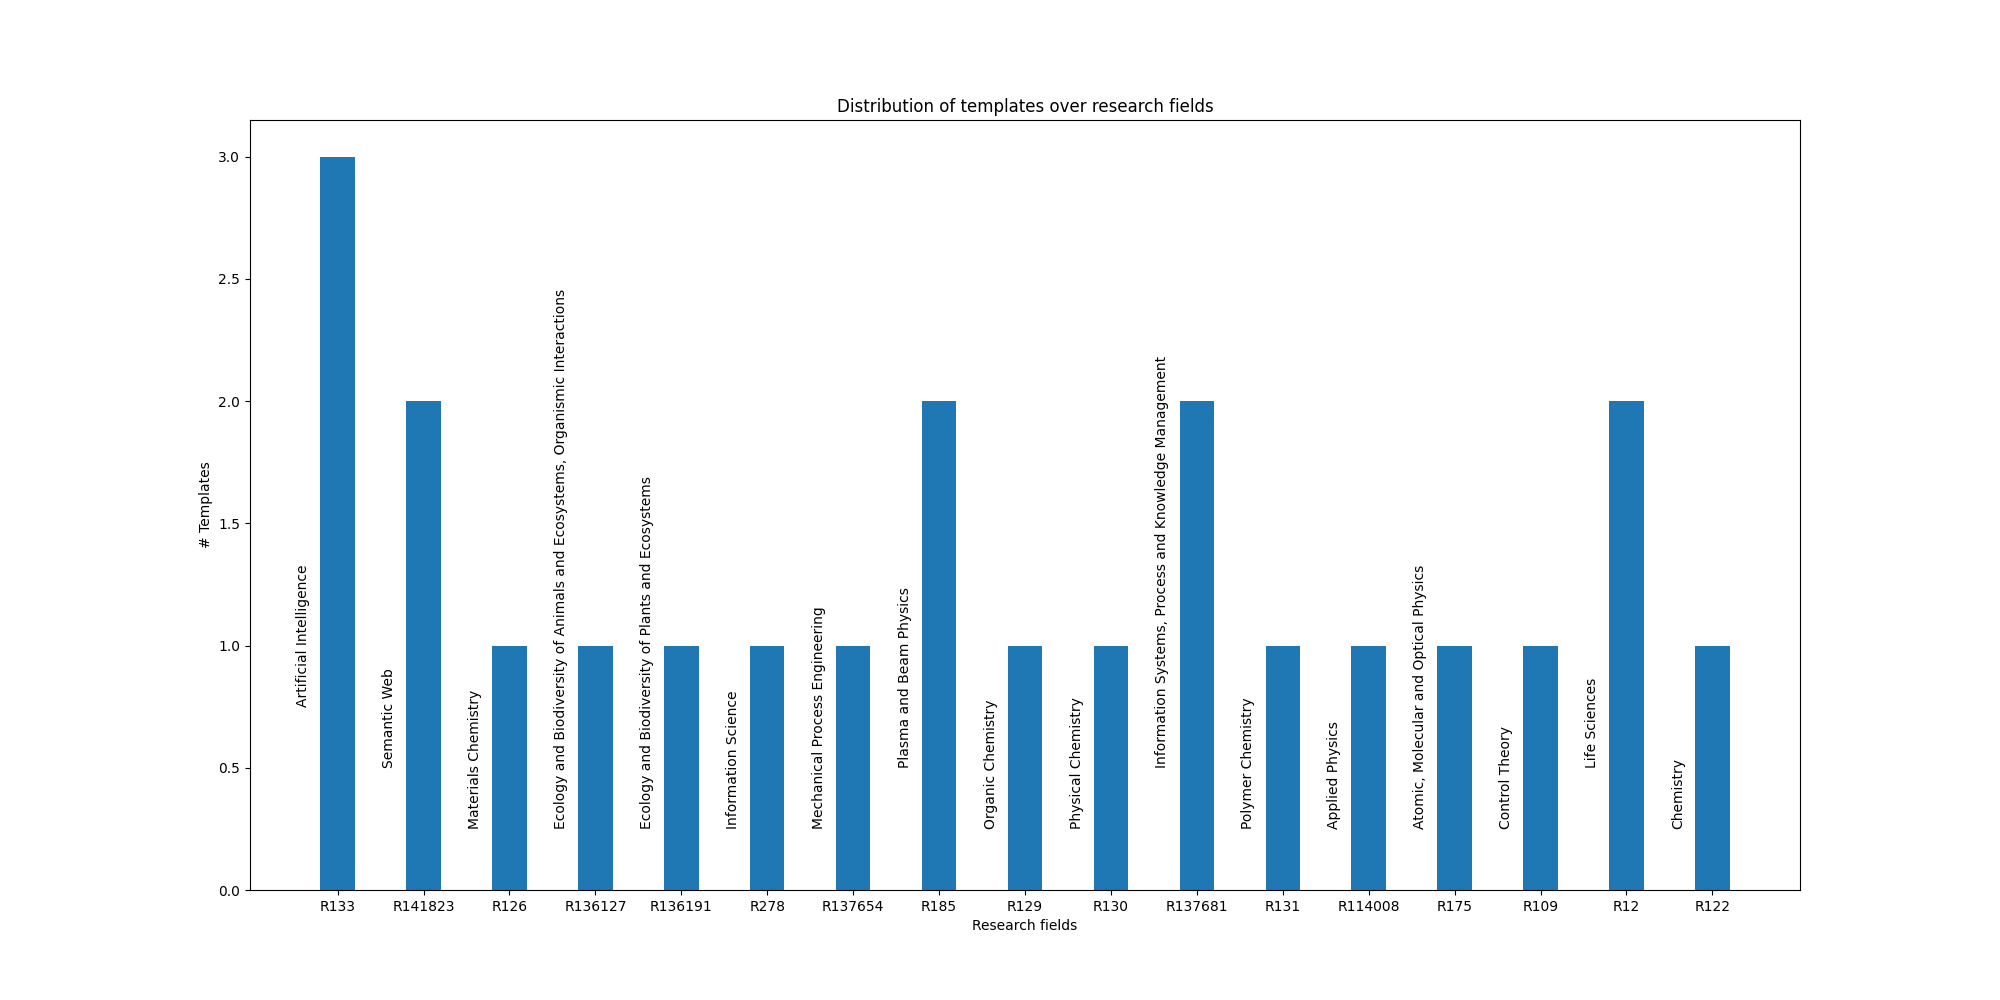 Distribution of templates over research fields
3.0
2.5
2.0
1.5
1.0
0.5
0.0
# Templates
Artificial Intelligence
Semantic Web
Materials Chemistry
Ecology and Biodiversity of Animals and Ecosystems, Organismic Interactions
Ecology and Biodiversity of Plants and Ecosystems
Information Science
Mechanical Process Engineering
Plasma and Beam Physics
Organic Chemistry
Physical Chemistry
Information Systems, Process and Knowledge Management
Polymer Chemistry
Applied Physics
Atomic, Molecular and Optical Physics
Control Theory
Life Sciences
Chemistry
R133 R141823 R126 R136127 R136191 R278 R137654 R185 R129 R130 R137681 R131 R114008 R175 R109 R12 R122
Research fields